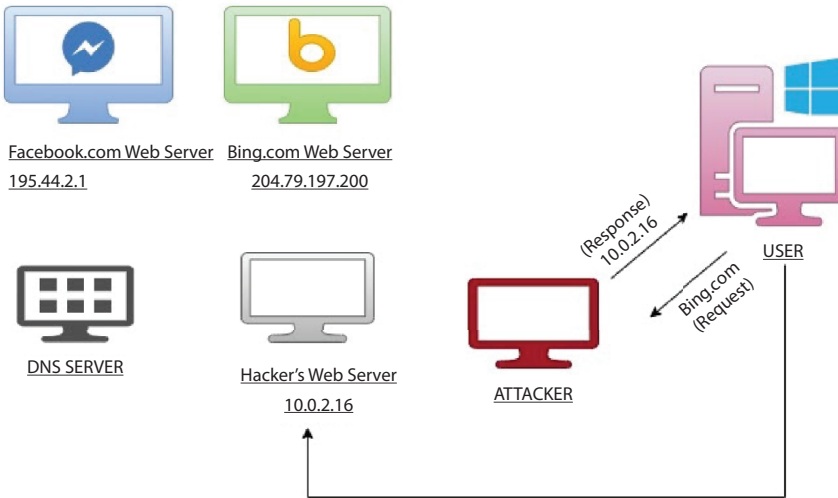 Facebook.com Web Server
195.44.2.1
b
Bing.com Web Server
204.79.197.200
(Response)
10.0.2.16
USER
Bing.com
(Request)
DNS SERVER
Hacker's Web Server
10.0.2.16
ATTACKER